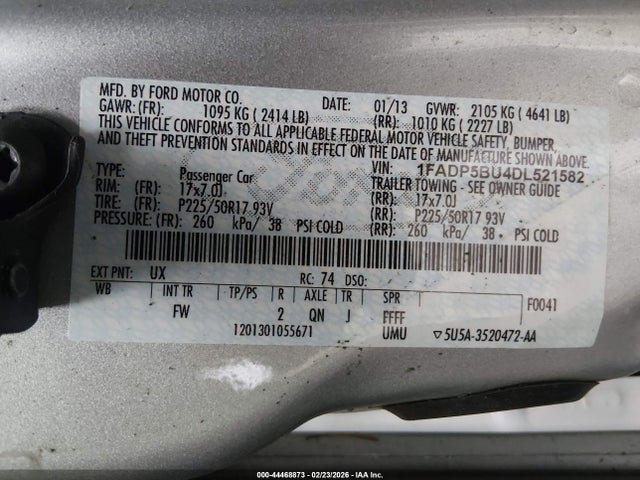 MFD. BY FORD MOTOR CO.
DATE: 01/13 GVWR: 2105 KG ( 4641 LB)
GAWR: (FR): 1095 KG ( 2414 LB) (RR): 1010 KG ( 2227 LB)
THIS VEHICLE CONFORMS TO ALL APPLICABLE FEDERAL MOTOR VEHICLE SAFETY, BUMPER,
AND THEFT PREVENTION STANDARDS IN EFFECT ON THE DATE OF MANUFACTURE SHOWN ABOVE.
VIN: 1FADP5BU4DL521582
TYPE: Passenger Car TRAILER TOWING - SEE OWNER GUIDE
RIM: (FR): 17x7.0J (RR): 17x7.0J
TIRE: (FR): P225/50R17 93V (RR): P225/50R17 93V
PRESSURE: (FR): 260 kPa/ 38 PSI COLD (RR): 260 kPa/ 38 PSI COLD
EXT PNT: UX RC: 74 DSO:
WB INT TR TP/PS R AXLE TR SPR F0041
FW 2 QN J FFFF
1201301055671 UMU 5U5A-3520472-AA
000-44468873 - 02/23/2026 - IAA Inc.